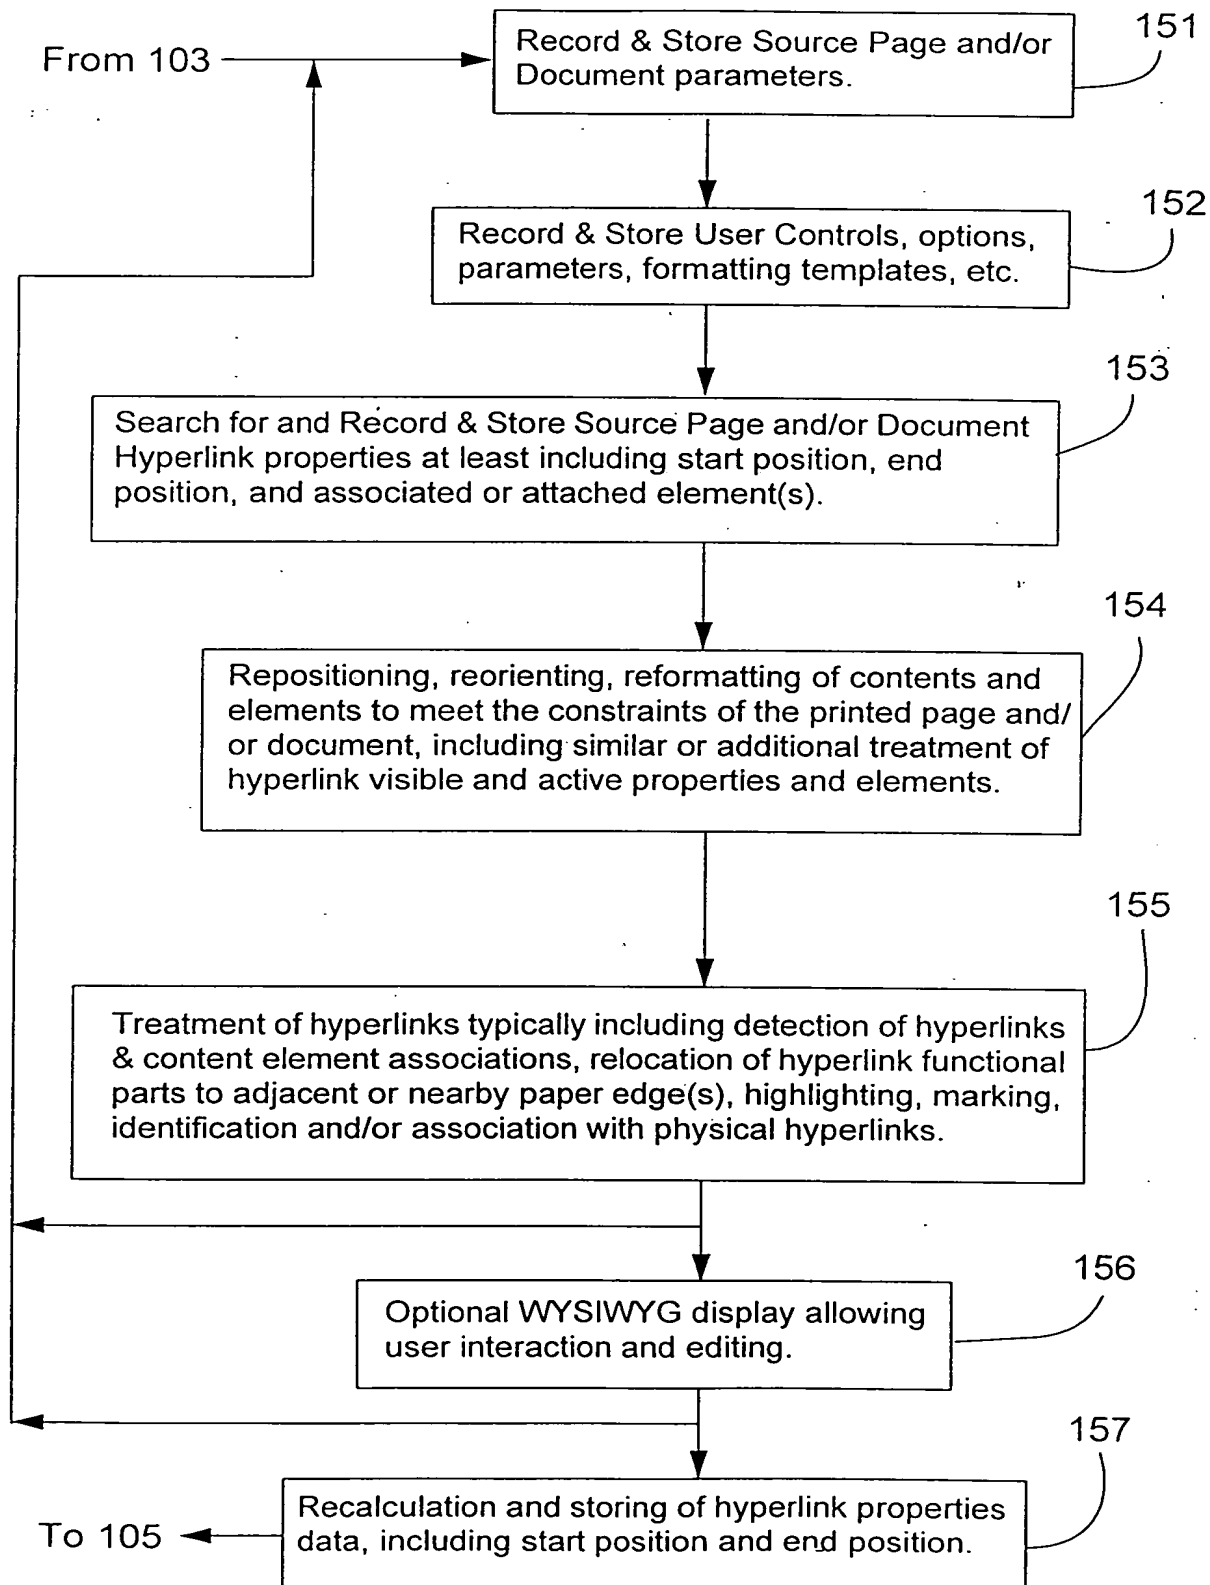 151
From 103
Record & Store Source Page and/or
Document parameters.
152
Record & Store User Controls, options,
parameters, formatting templates, etc.
153
Search for and Record & Store Source Page and/or Document
Hyperlink properties at least including start position, end
position, and associated or attached element(s).
154
Repositioning, reorienting, reformatting of contents and
elements to meet the constraints of the printed page and/
or document, including similar or additional treatment of
hyperlink visible and active properties and elements.
155
Treatment of hyperlinks typically including detection of hyperlinks
& content element associations, relocation of hyperlink functional
parts to adjacent or nearby paper edge(s), highlighting, marking,
identification and/or association with physical hyperlinks.
156
Optional WYSIWYG display allowing
user interaction and editing.
157
Recalculation and storing of hyperlink properties
data, including start position and end position.
To 105